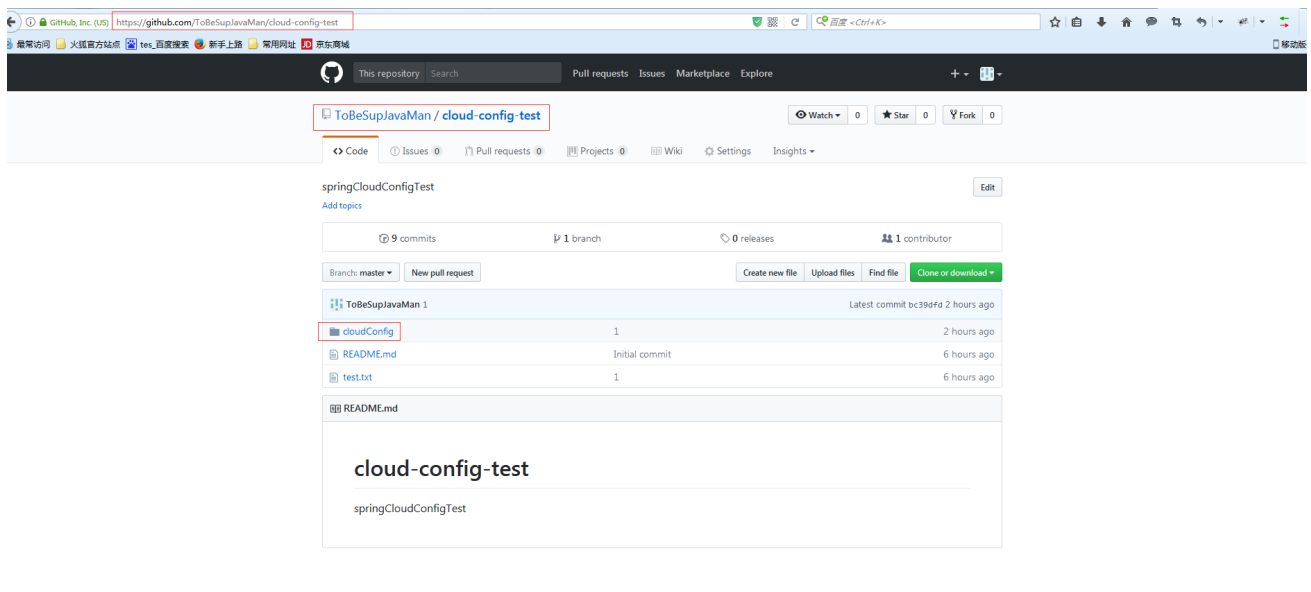 GitHub, Inc. (US) https://github.com/ToBeSupJavaMan/cloud-config-test 百度 <Ctrl+K>
最常访问 火狐官方站点 tes_百度搜索 新手上路 常用网址 JD 京东商城 移动版
This repository Search Pull requests Issues Marketplace Explore
ToBeSupJavaMan / cloud-config-test Watch 0 Star 0 Fork 0
Code Issues 0 Pull requests 0 Projects 0 Wiki Settings Insights
springCloudConfigTest Edit
Add topics
9 commits 1 branch 0 releases 1 contributor
Branch: master New pull request Create new file Upload files Find file Clone or download
ToBeSupJavaMan 1 Latest commit bc39dfd 2 hours ago
cloudConfig 1 2 hours ago
README.md Initial commit 6 hours ago
test.txt 1 6 hours ago
README.md
cloud-config-test
springCloudConfigTest